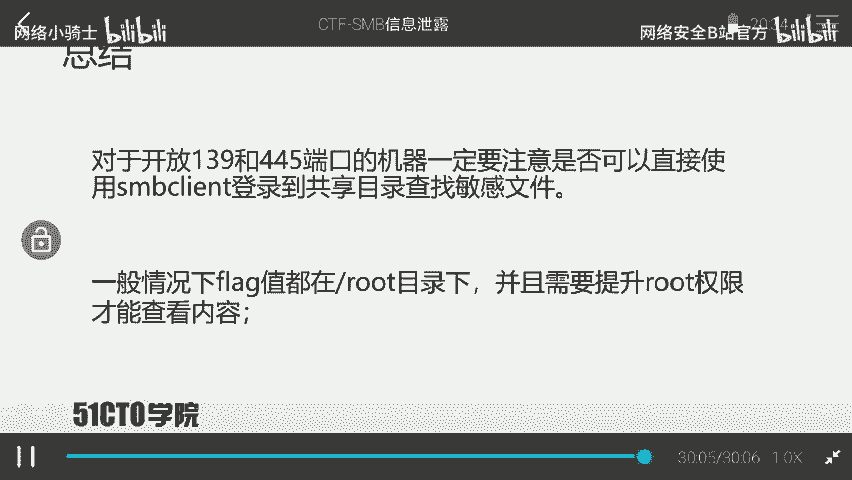 网络小骑士 bilibili
CTF-SMB信息泄露
网络安全B站官方 bilibili
20:34
总结
对于开放139和445端口的机器一定要注意是否可以直接使
用smbclient登录到共享目录查找敏感文件。
一般情况下flag值都在/root目录下，并且需要提升root权限
才能查看内容；
51CTO学院
30:05/30:06 1.0X